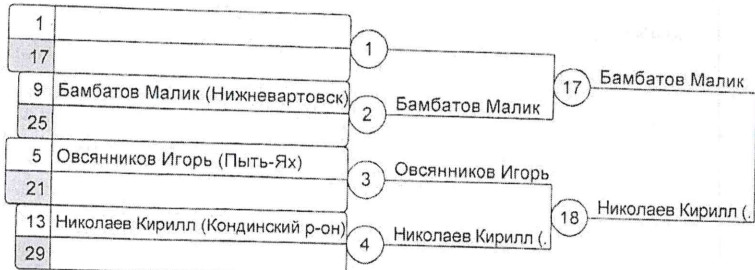 1
17
1
9 Бамбатов Малик (Нижневартовск)
25
2
Бамбатов Малик
17
Бамбатов Малик
5 Овсянников Игорь (Пыть-Ях)
21
3
Овсянников Игорь
13 Николаев Кирилл (Кондинский р-он)
29
4
Николаев Кирилл (.
18
Николаев Кирилл (.